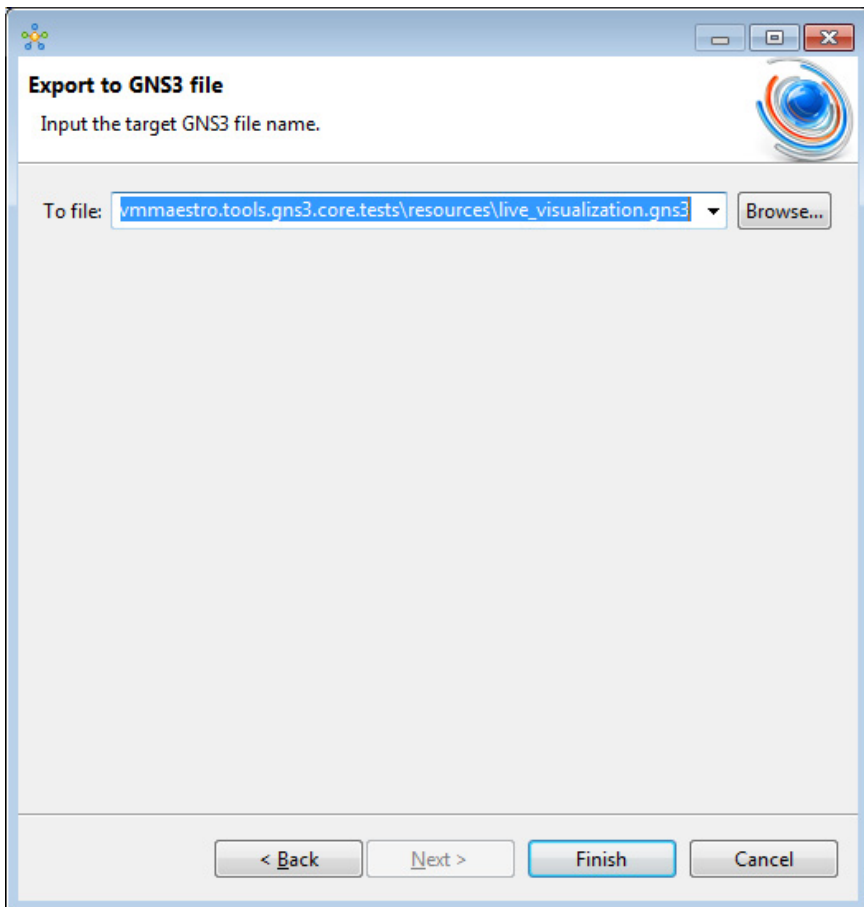 Export to GNS3 file
Input the target GNS3 file name.
To file: vmmaestro.tools.gns3.core.tests\resources\live_visualization.gns3 Browse...
< Back Next > Finish Cancel